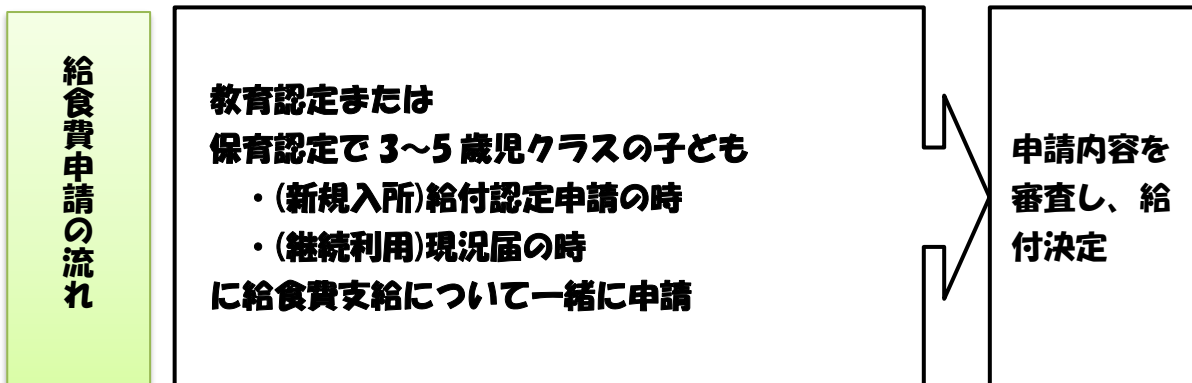 給食費申請の流れ
教育認定または
保育認定で3～5歳児クラスの子ども
・(新規入所)給付認定申請の時
・(継続利用)現況届の時
に給食費支給について一緒に申請
申請内容を
審査し、給
付決定